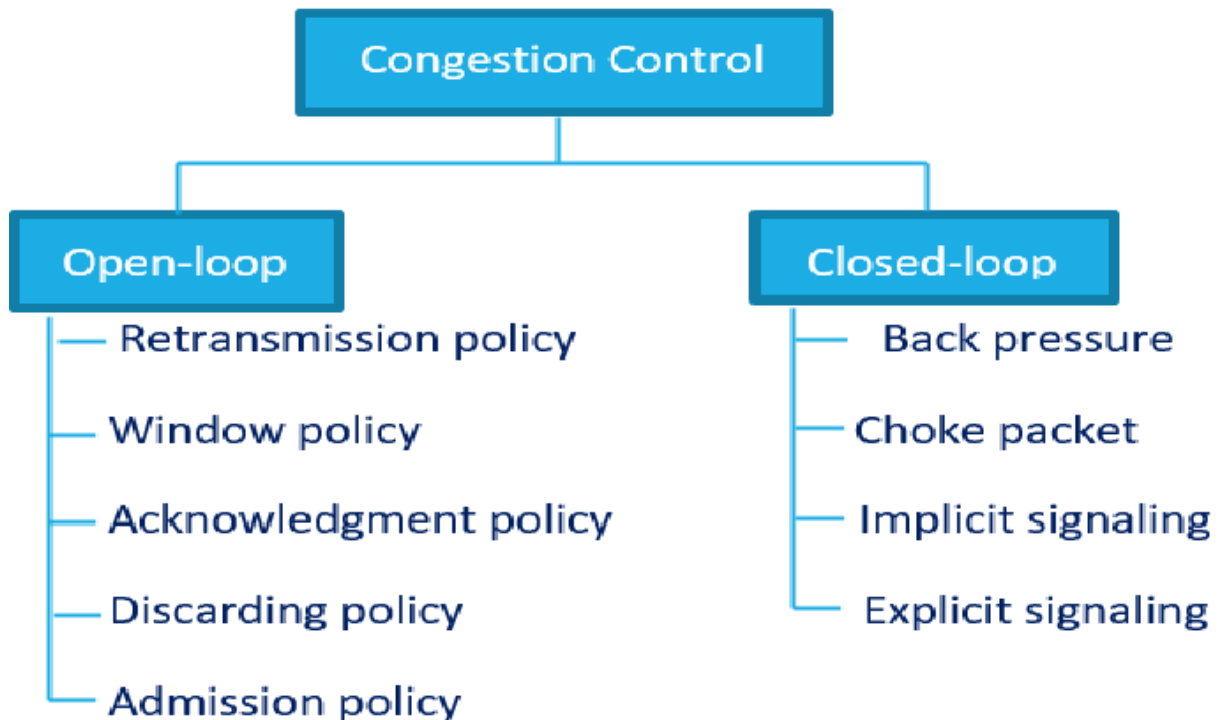 Congestion Control
Open-loop
Retransmission policy
Window policy
Acknowledgment policy
Discarding policy
Admission policy
Closed-loop
Back pressure
Choke packet
Implicit signaling
Explicit signaling